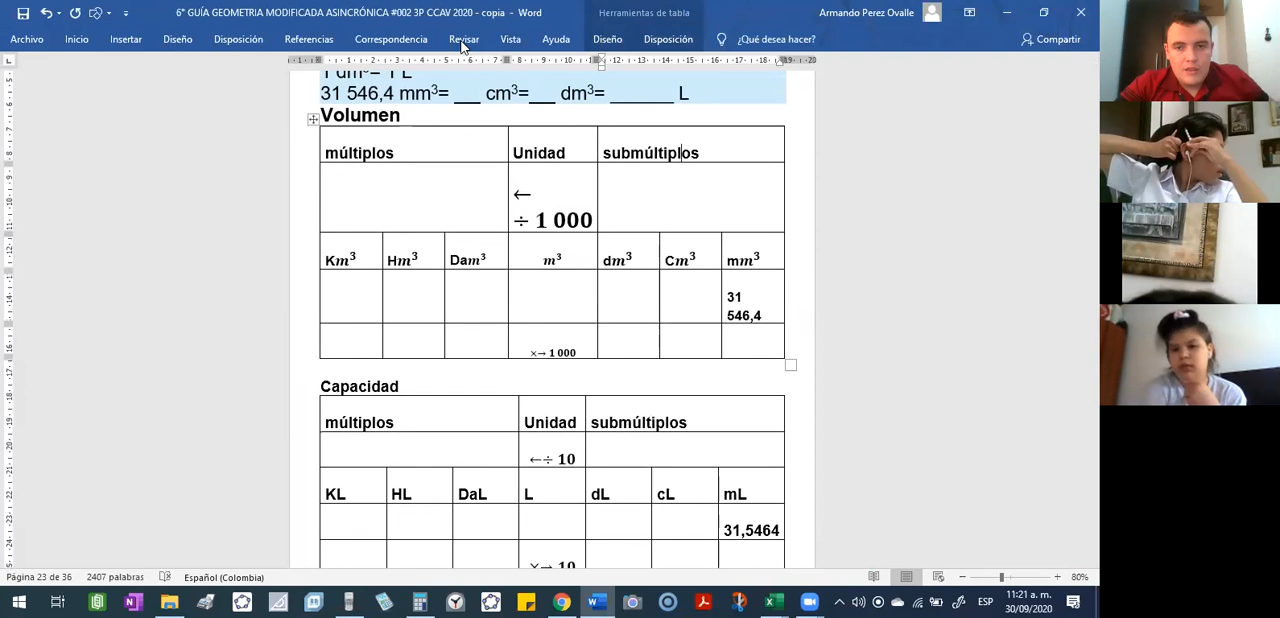 6° GUÍA GEOMETRIA MODIFICADA ASINCRÓNICA #002 3P CCAV 2020 - copia - Word
Herramientas de tabla
Armando Perez Ovalle
Archivo Inicio Insertar Diseño Disposición Referencias Correspondencia Revisar Vista Ayuda Diseño Disposición ¿Qué desea hacer? Compartir
1 dm³= 1 L
31 546,4 mm³= ___ cm³=___ dm³= _______ L
Volumen
múltiplos Unidad submúltiplos
←
÷ 1 000
Km³ Hm³ Dam³ m³ dm³ Cm³ mm³
31
546,4
×→ 1 000
Capacidad
múltiplos Unidad submúltiplos
←÷ 10
KL HL DaL L dL cL mL
31,5464
×→ 10
Página 23 de 36 2407 palabras Español (Colombia) 80%
ESP
11:21 a. m.
30/09/2020